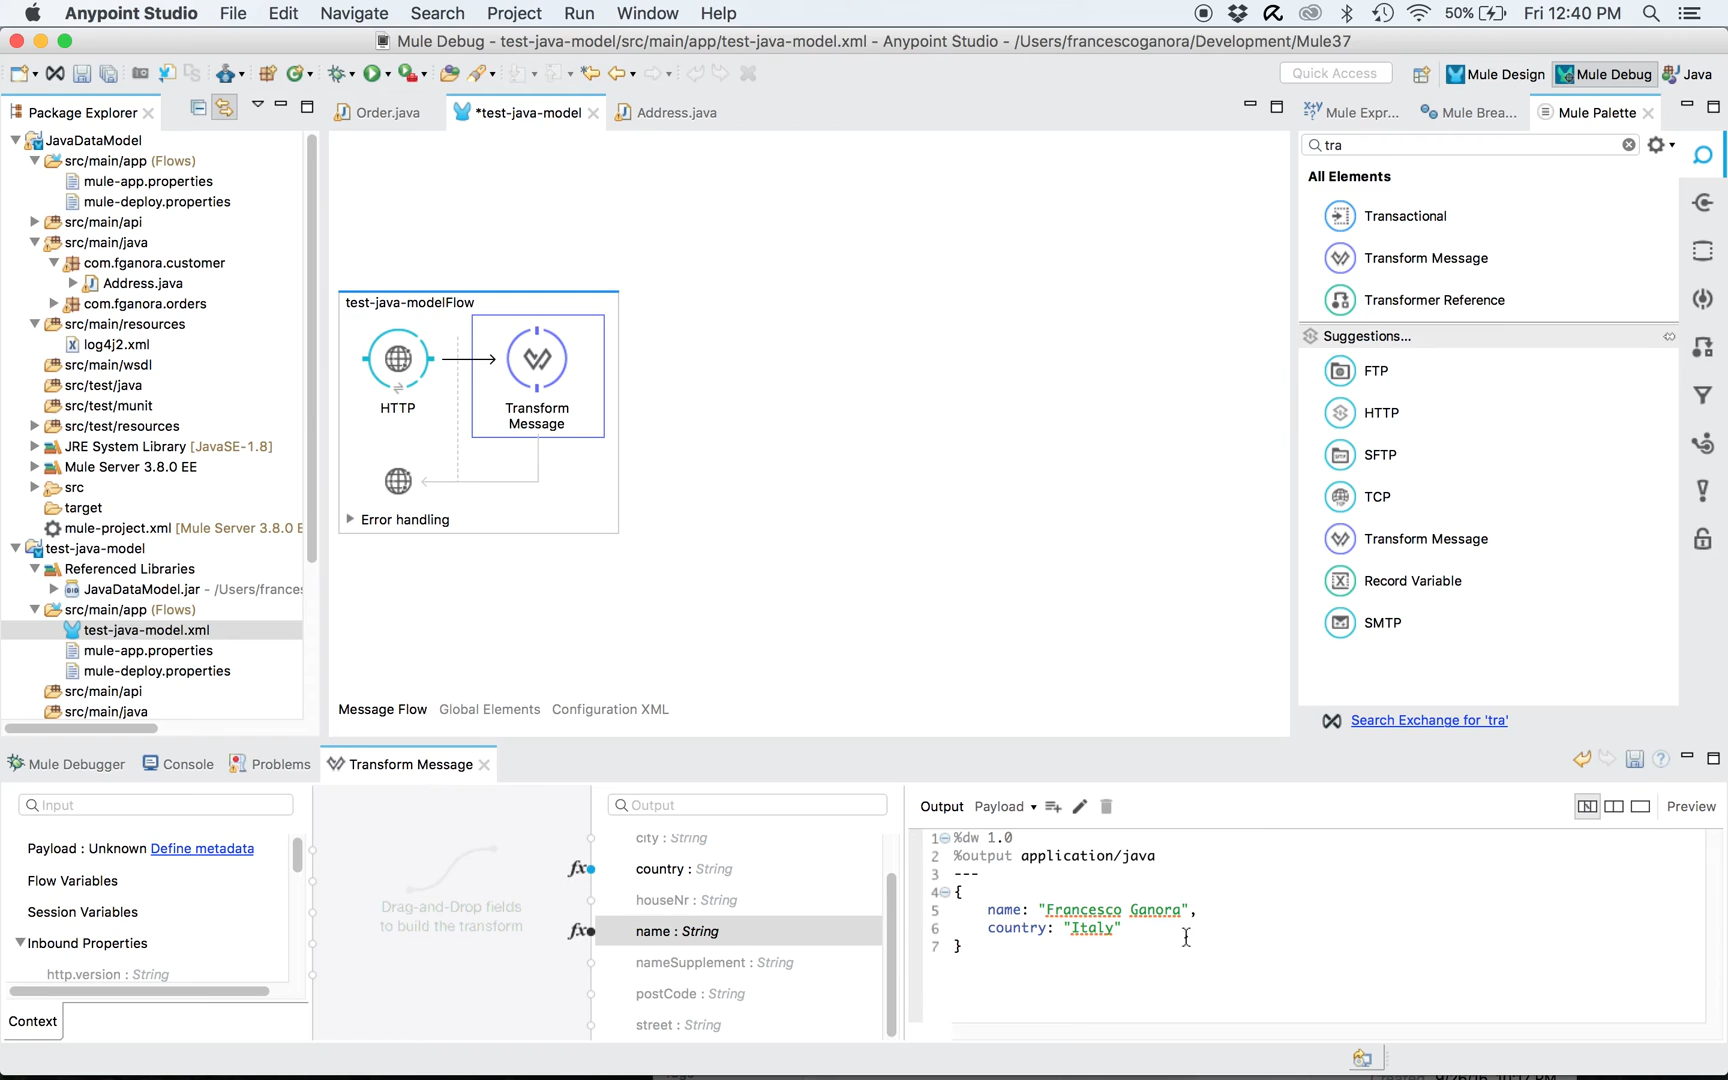 Anypoint Studio File Edit Navigate Search Project Run Window Help 50% Fri 12:40 PM
Mule Debug - test-java-model/src/main/app/test-java-model.xml - Anypoint Studio - /Users/francescoganora/Development/Mule37
Quick Access Mule Design Mule Debug Java
Package Explorer
Order.java *test-java-model Address.java
Mule Expr... Mule Brea... Mule Palette
JavaDataModel
src/main/app (Flows)
mule-app.properties
mule-deploy.properties
src/main/api
src/main/java
com.fganora.customer
Address.java
com.fganora.orders
src/main/resources
log4j2.xml
src/main/wsdl
src/test/java
src/test/munit
src/test/resources
JRE System Library [JavaSE-1.8]
Mule Server 3.8.0 EE
src
target
mule-project.xml [Mule Server 3.8.0 E
test-java-model
Referenced Libraries
JavaDataModel.jar - /Users/frances
src/main/app (Flows)
test-java-model.xml
mule-app.properties
mule-deploy.properties
src/main/api
src/main/java
test-java-modelFlow
HTTP
Transform
Message
Error handling
Message Flow Global Elements Configuration XML
tra
All Elements
Transactional
Transform Message
Transformer Reference
Suggestions...
FTP
HTTP
SFTP
TCP
Transform Message
Record Variable
SMTP
Search Exchange for 'tra'
Mule Debugger Console Problems Transform Message
Input
Payload : Unknown Define metadata
Flow Variables
Session Variables
Inbound Properties
http.version : String
Context
Drag-and-Drop fields
to build the transform
fx
fx
Output
city : String
country : String
houseNr : String
name : String
nameSupplement : String
postCode : String
street : String
Output Payload Preview
1 %dw 1.0
2 %output application/java
3 ---
4 {
5 name: "Francesco Ganora",
6 country: "Italy"
7 }